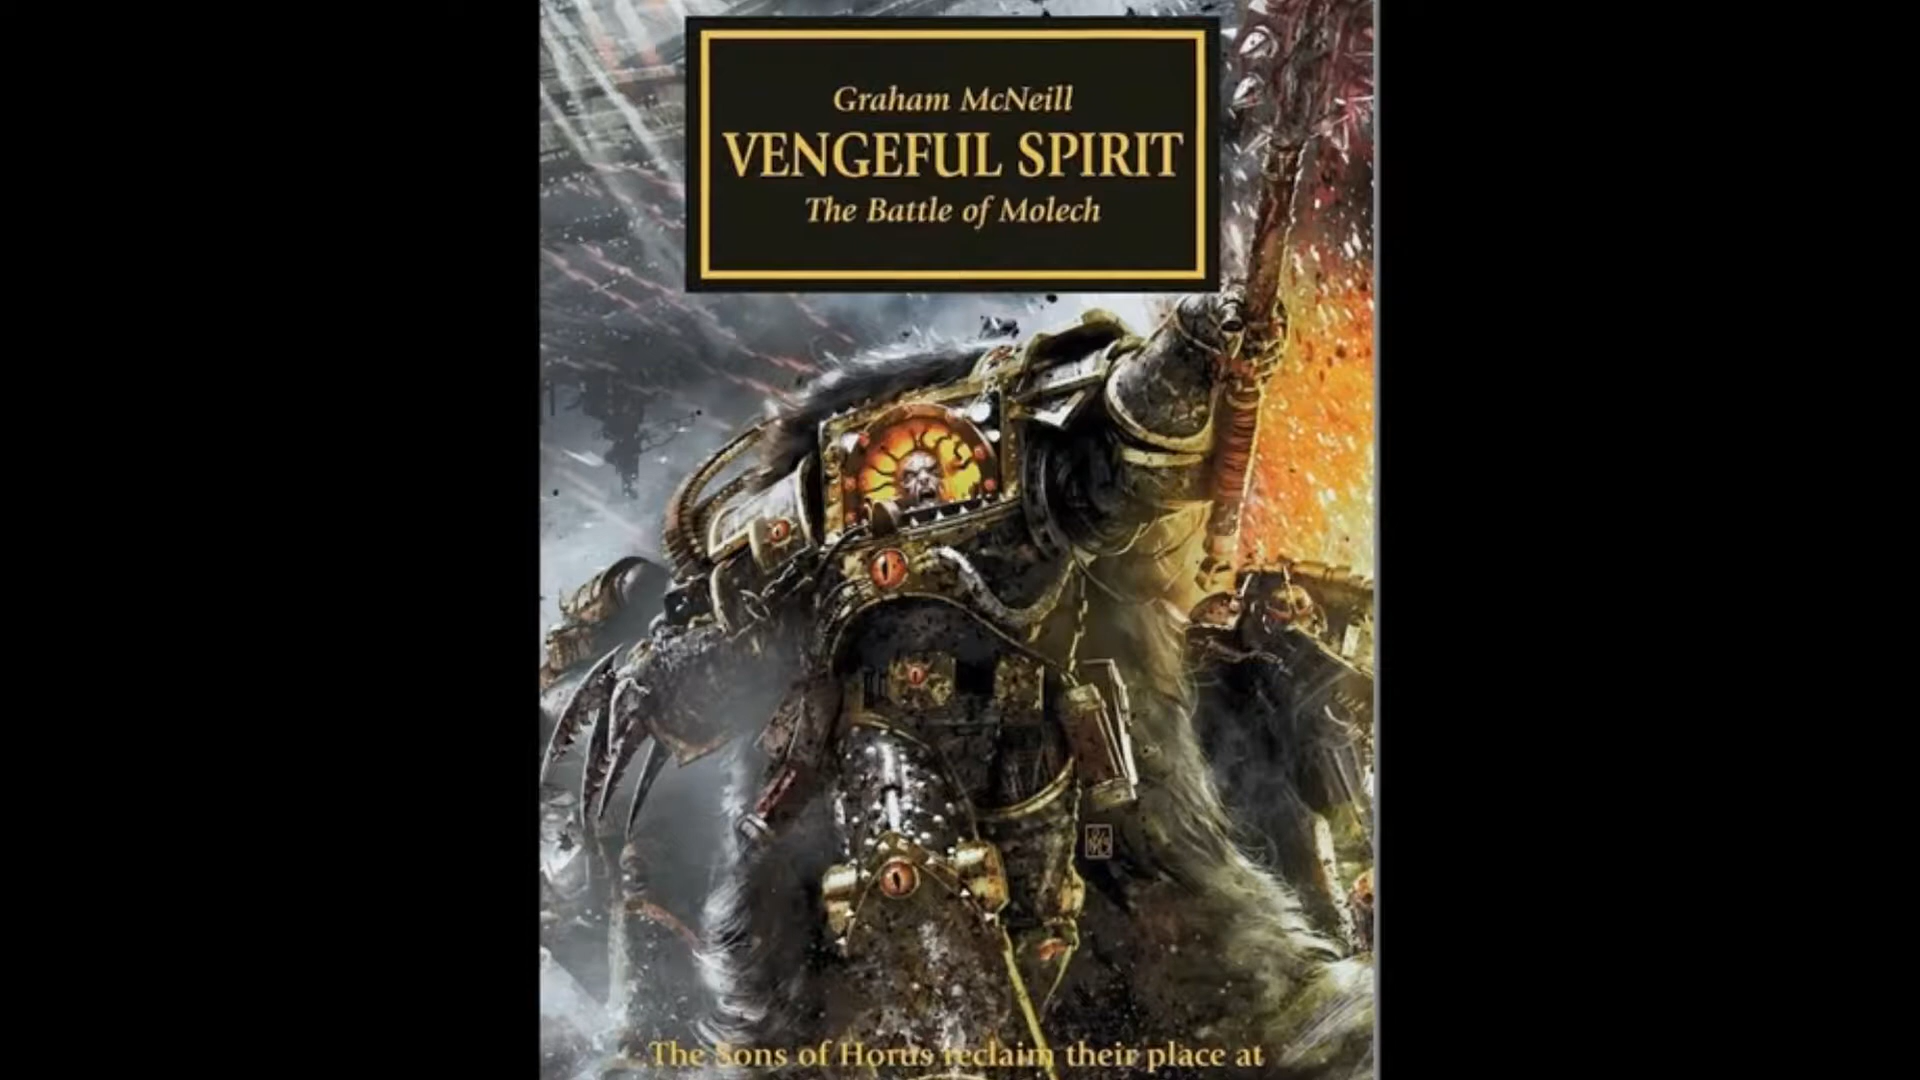 Graham McNeill
VENGEFUL SPIRIT
The Battle of Molech
The Sons of Horus reclaim their place at